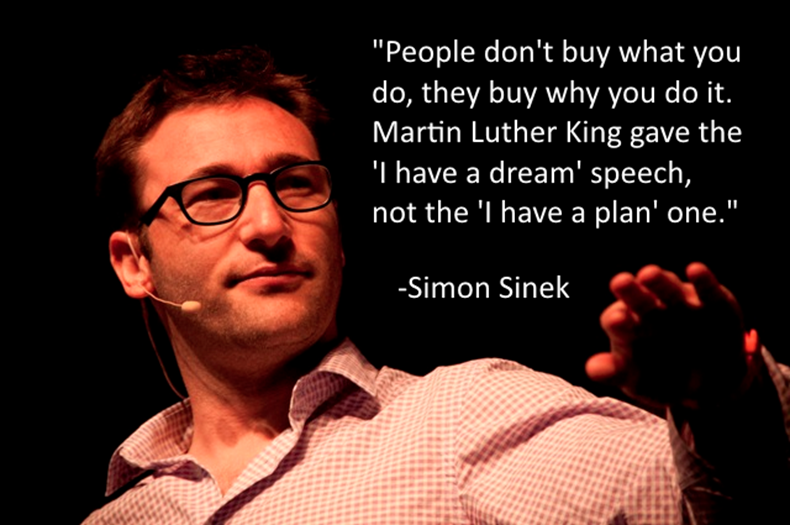 "People don't buy what you
do, they buy why you do it.
Martin Luther King gave the
'I have a dream' speech,
not the 'I have a plan' one."
-Simon Sinek